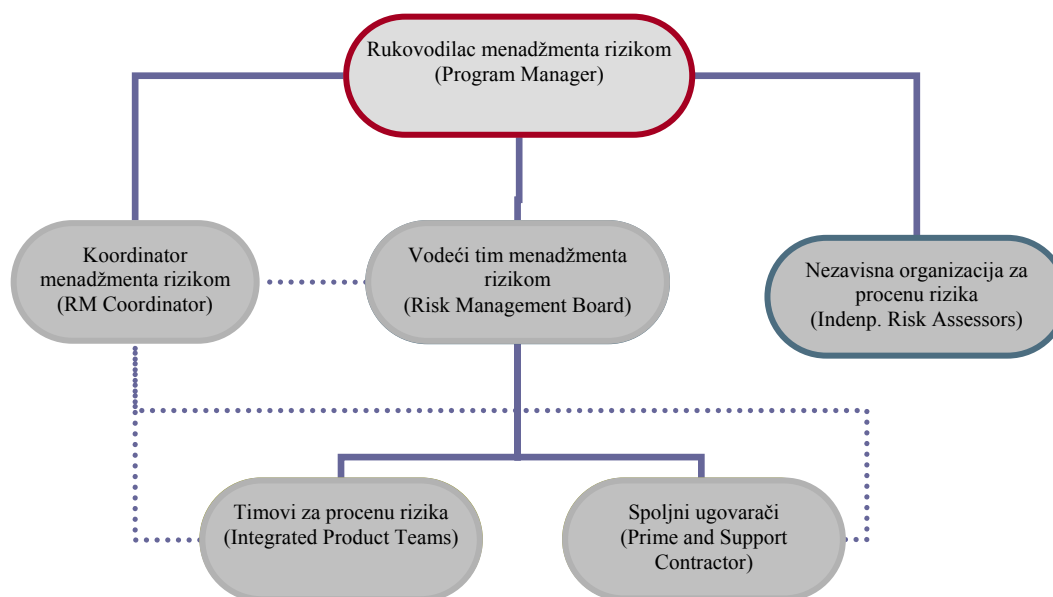 Rukovodilac menadžmenta rizikom
(Program Manager)
Koordinator
menadžmenta rizikom
(RM Coordinator)
Vodeći tim menadžmenta
rizikom
(Risk Management Board)
Nezavisna organizacija za
procenu rizika
(Indenp. Risk Assessors)
Timovi za procenu rizika
(Integrated Product Teams)
Spoljni ugovarači
(Prime and Support
Contractor)